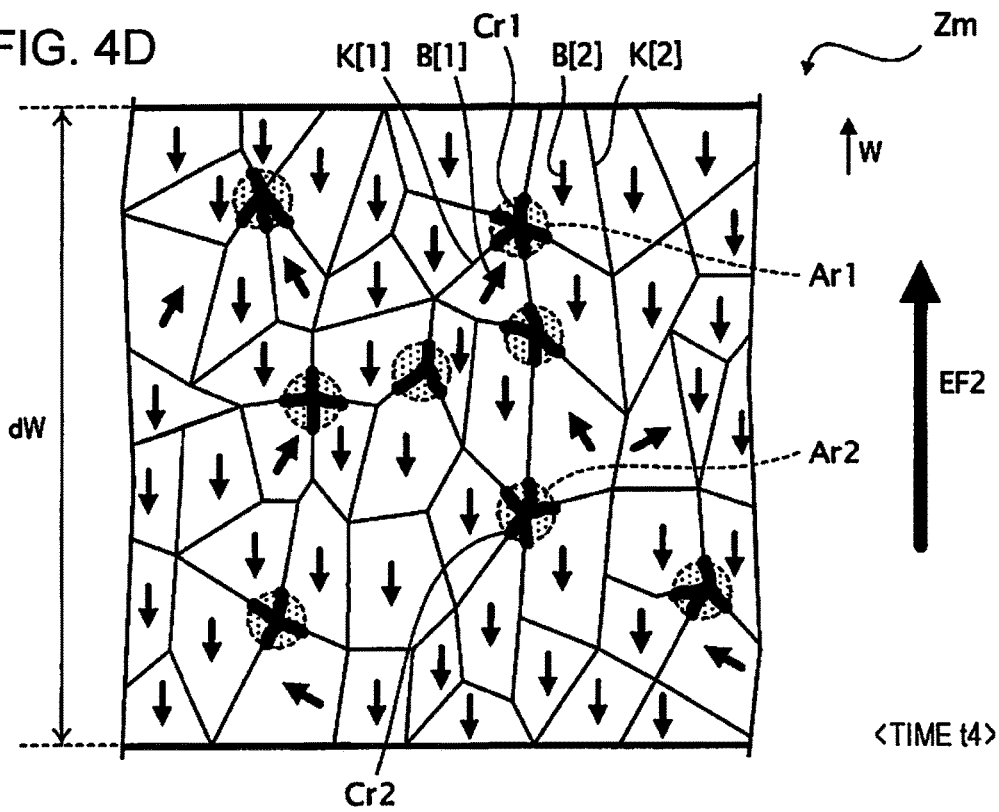 FIG. 4D
Cr1
Zm
K[1] B[1] B[2] K[2]
W
Ar1
EF2
dW
Ar2
<TIME t4>
Cr2